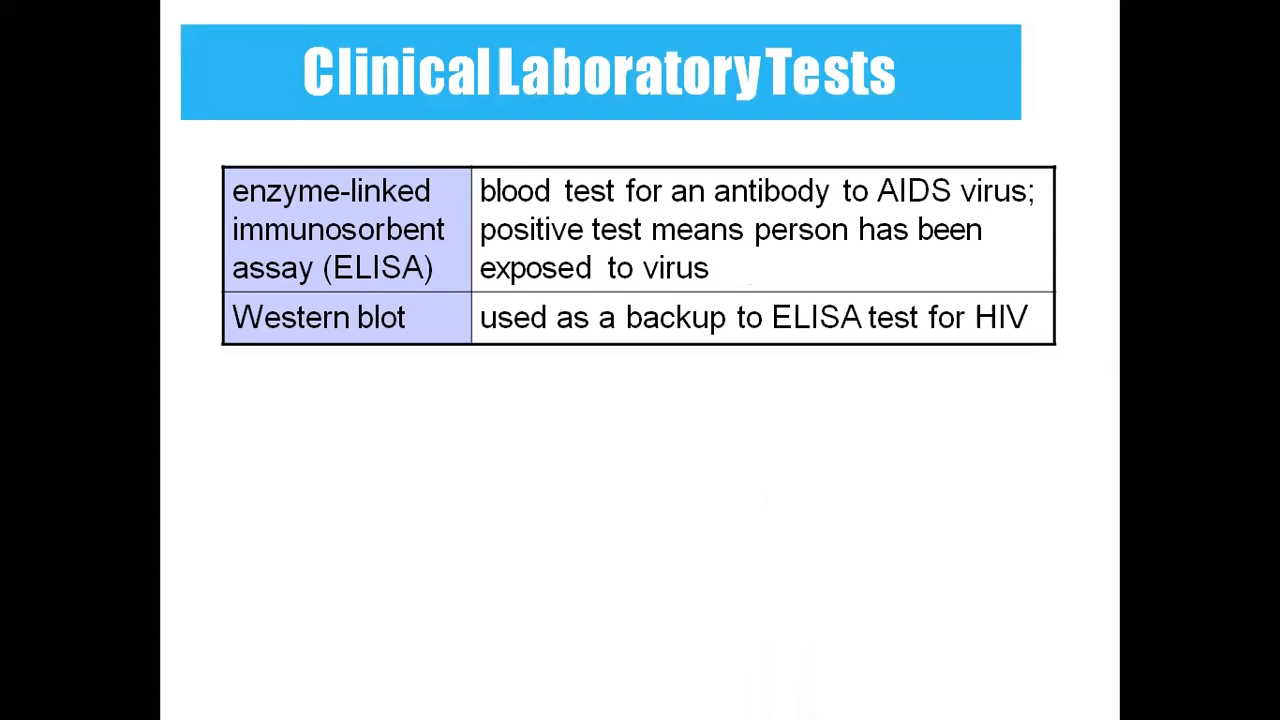 Clinical Laboratory Tests
enzyme-linked
immunosorbent
assay (ELISA)
blood test for an antibody to AIDS virus;
positive test means person has been
exposed to virus
Western blot
used as a backup to ELISA test for HIV